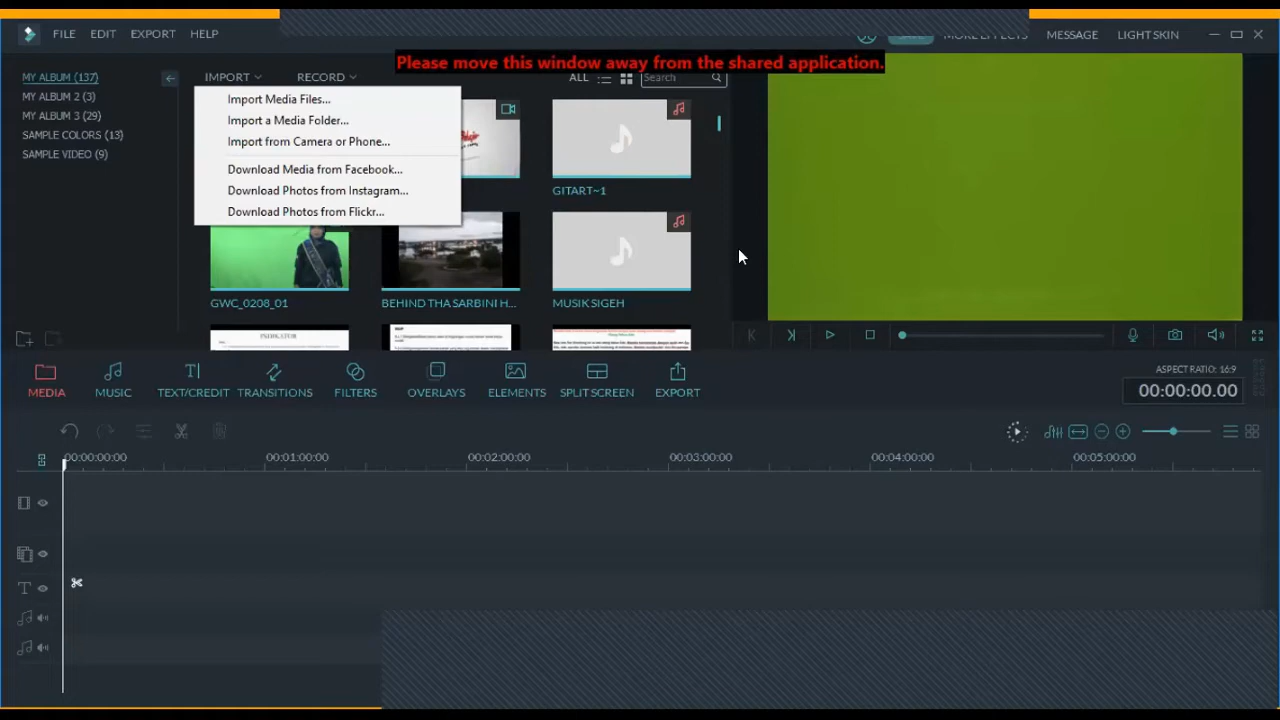 FILE EDIT EXPORT HELP
MORE EFFECTS MESSAGE LIGHT SKIN
Please move this window away from the shared application.
MY ALBUM (137)
MY ALBUM 2 (3)
MY ALBUM 3 (29)
SAMPLE COLORS (13)
SAMPLE VIDEO (9)
IMPORT RECORD ALL Search
Import Media Files...
Import a Media Folder...
Import from Camera or Phone...
Download Media from Facebook...
Download Photos from Instagram...
Download Photos from Flickr...
GITART~1
GWC_0208_01 BEHIND THA SARBINI H... MUSIK SIGEH
INDIKATOR
MEDIA MUSIC TEXT/CREDIT TRANSITIONS FILTERS OVERLAYS ELEMENTS SPLIT SCREEN EXPORT
ASPECT RATIO: 16:9
00:00:00.00
00:00:00:00 00:01:00:00 00:02:00:00 00:03:00:00 00:04:00:00 00:05:00:00